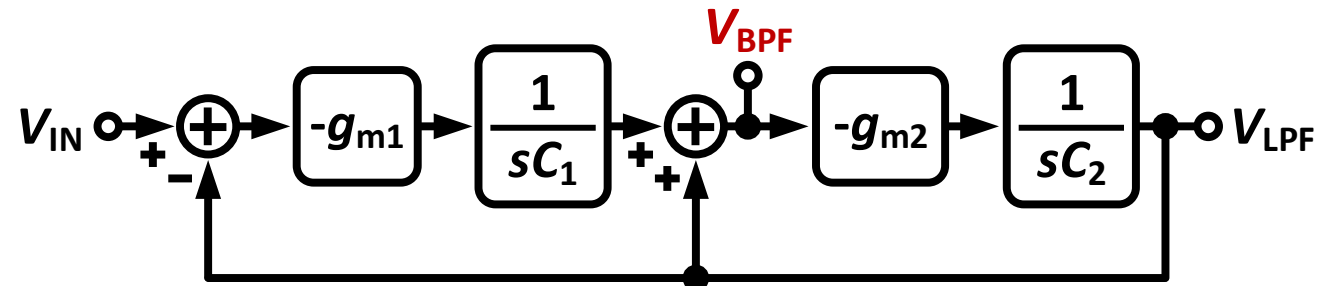 V_BPF
V_IN + - + -g_m1 1/sC_1 + + + -g_m2 1/sC_2 V_LPF